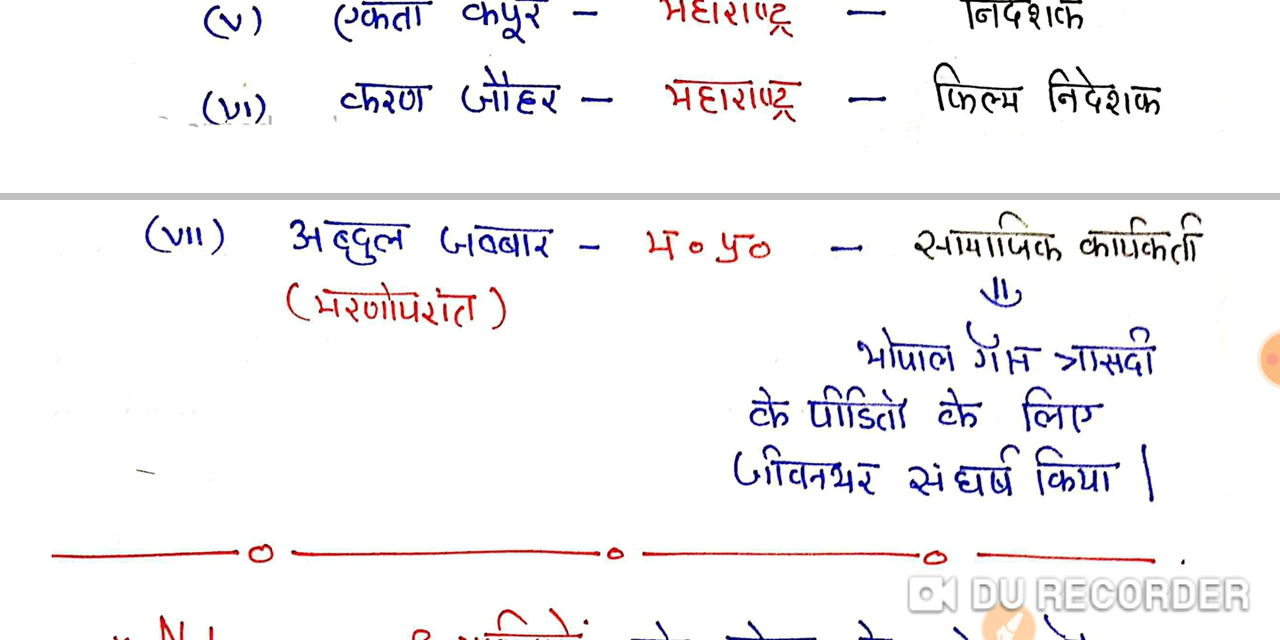 (v) एकता कपूर - महाराष्ट्र - निर्देशक
(vi) करण जौहर - महाराष्ट्र - फिल्म निर्देशक
(VII) अब्दुल जब्बार - म०प्र० - सामाजिक कार्यकर्ता
(मरणोपरांत)
भोपाल गैस त्रासदी
के पीडितों के लिए
जीवनभर संघर्ष किया |
DU RECORDER